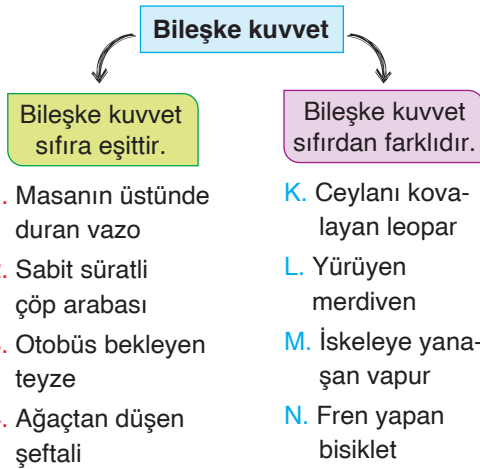 Bileşke kuvvet
Bileşke kuvvet
sıfıra eşittir.
. Masanın üstünde
duran vazo
. Sabit süratli
çöp arabası
. Otobüs bekleyen
teyze
. Ağaçtan düşen
şeftali
Bileşke kuvvet
sıfırdan farklıdır.
K. Ceylanı kova-
layan leopar
L. Yürüyen
merdiven
M. İskeleye yana-
şan vapur
N. Fren yapan
bisiklet